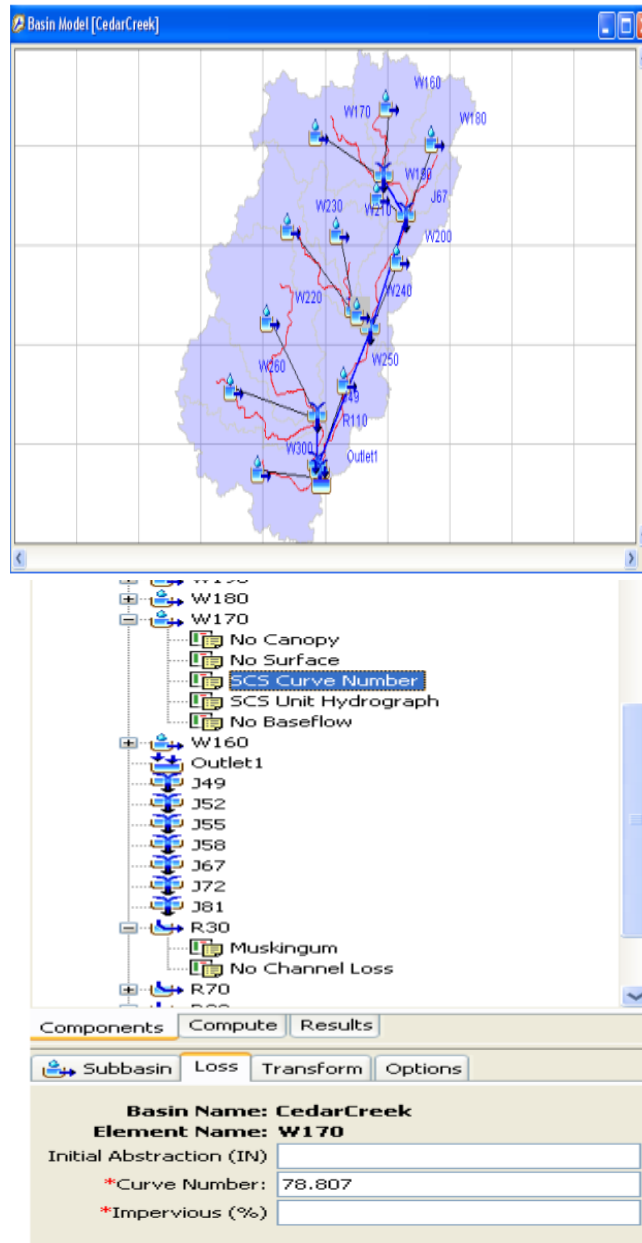 Basin Model [CedarCreek]
W160
W170
W180
W190
J67
W230
W210
W200
W240
W220
W250
W260
J49
R110
W300
Outlet1
W190
W180
W170
No Canopy
No Surface
SCS Curve Number
SCS Unit Hydrograph
No Baseflow
W160
Outlet1
J49
J52
J55
J58
J67
J72
J81
R30
Muskingum
No Channel Loss
R70
Components Compute Results
Subbasin Loss Transform Options
Basin Name: CedarCreek
Element Name: W170
Initial Abstraction (IN)
*Curve Number: 78.807
*Impervious (%)